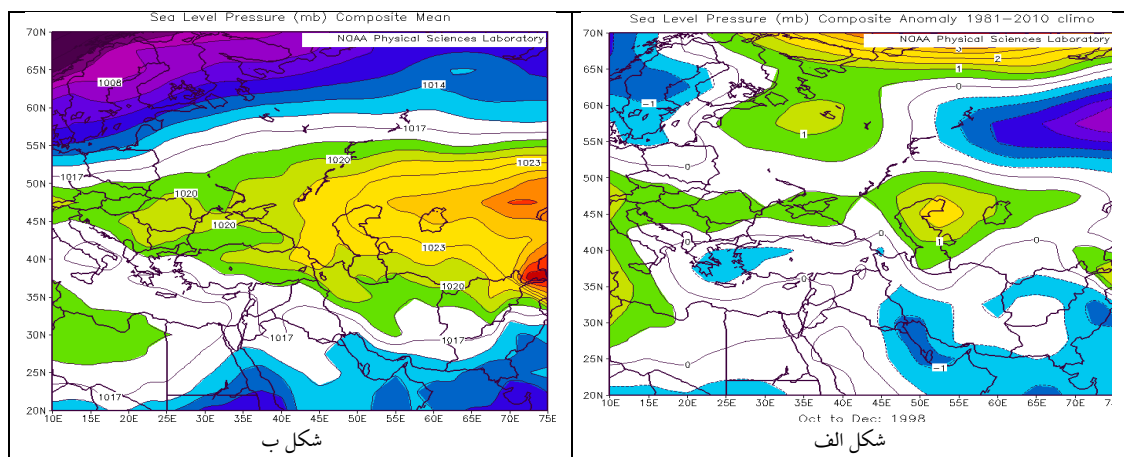 Sea Level Pressure (mb) Composite Mean
NOAA Physical Sciences Laboratory
70N
65N
60N
55N
50N
45N
40N
35N
30N
25N
20N
1008
1014
1017
1017
1020
1023
1020
1020
1023
1020
1017
1017
10E 15E 20E 25E 30E 35E 40E 45E 50E 55E 60E 65E 70E 75E
شکل ب
Sea Level Pressure (mb) Composite Anomaly 1981–2010 climo
NOAA Physical Sciences Laboratory
70N
65N
60N
55N
50N
45N
40N
35N
30N
25N
20N
3
2
1
0
-1
1
0
0
0
1
0
0
0
-1
0
10E 15E 20E 25E 30E 35E 40E 45E 50E 55E 60E 65E 70E 7
Oct to Dec: 1998
شکل الف